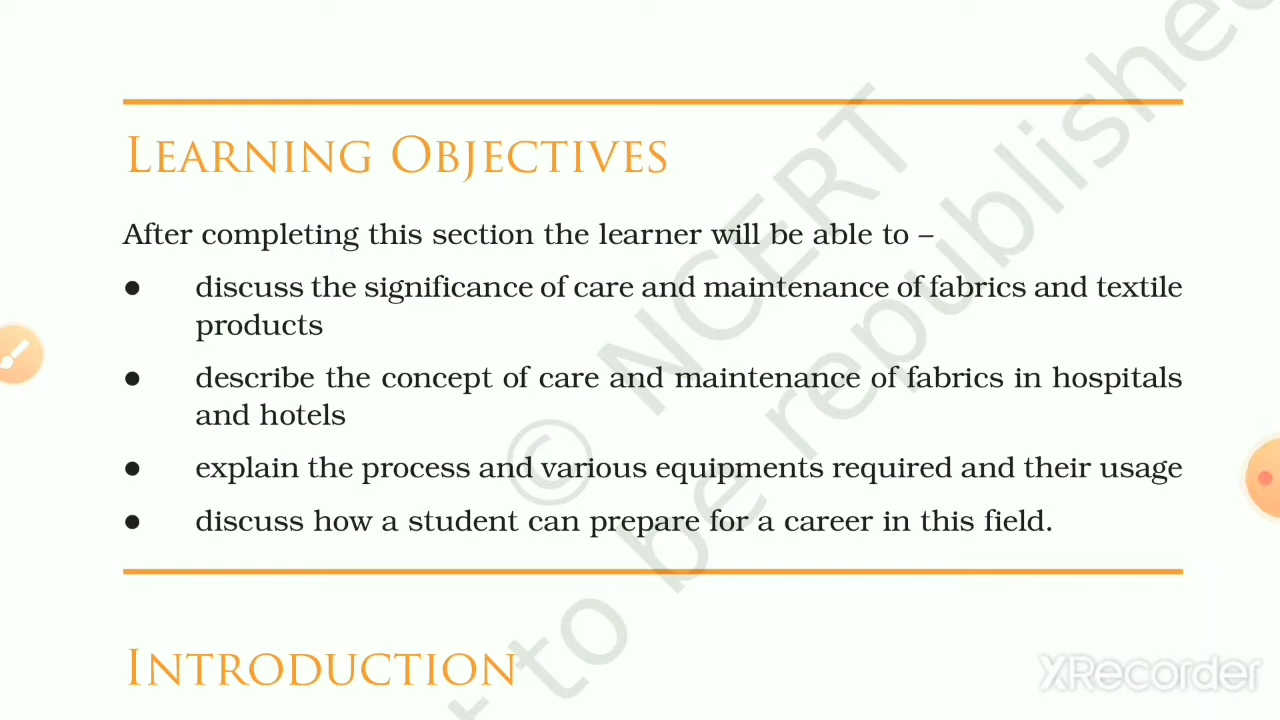 LEARNING OBJECTIVES
After completing this section the learner will be able to –
● discuss the significance of care and maintenance of fabrics and textile
products
● describe the concept of care and maintenance of fabrics in hospitals
and hotels
● explain the process and various equipments required and their usage
● discuss how a student can prepare for a career in this field.
INTRODUCTION
© NCERT
to be republished
XRecorder